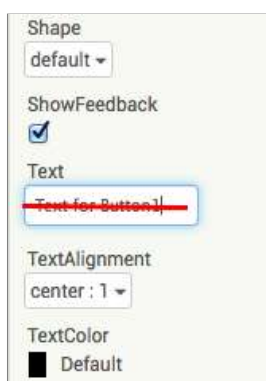 Shape
default
ShowFeedback
Text
Text for Button1
TextAlignment
center : 1
TextColor
Default